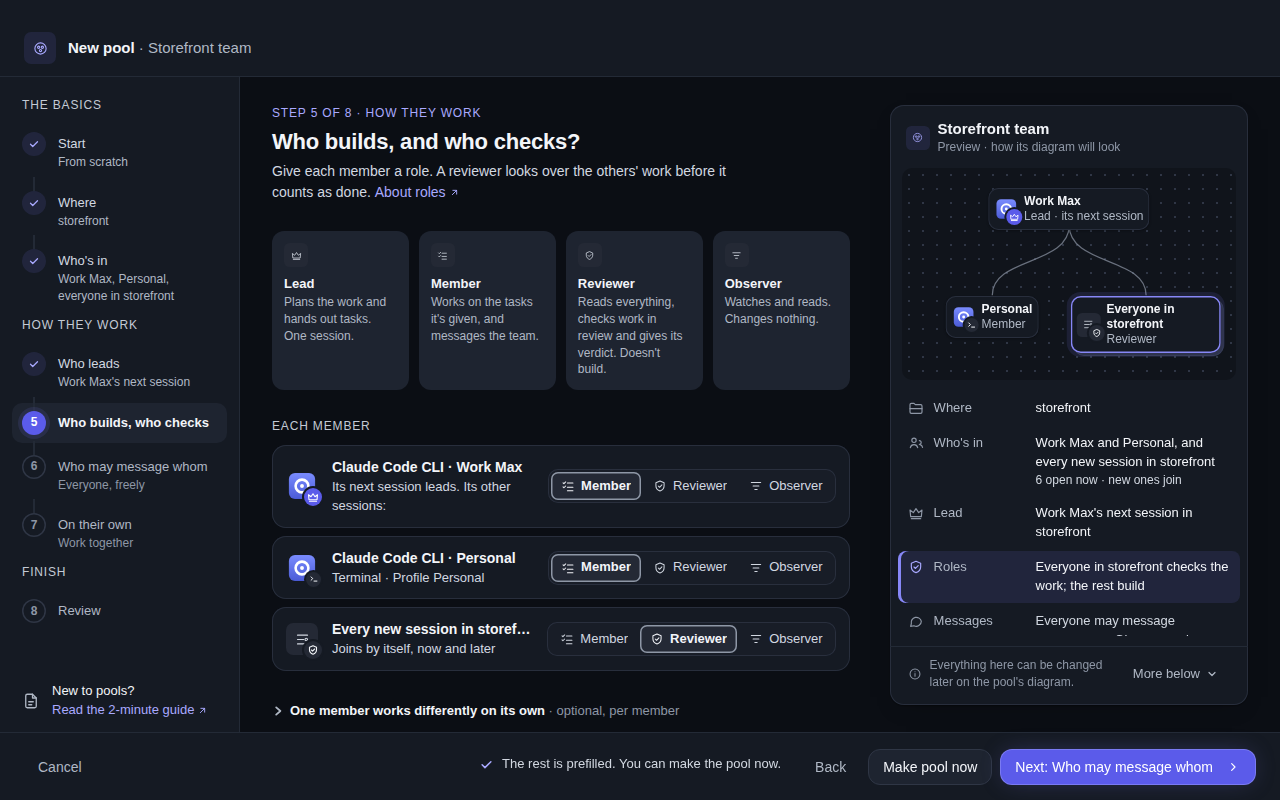 New pool · Storefront team
THE BASICS
Start
From scratch
Where
storefront
Who's in
Work Max, Personal,
everyone in storefront
HOW THEY WORK
Who leads
Work Max's next session
5
Who builds, who checks
6
Who may message whom
Everyone, freely
7
On their own
Work together
FINISH
8
Review
New to pools?
Read the 2-minute guide
STEP 5 OF 8 · HOW THEY WORK
Who builds, and who checks?
Give each member a role. A reviewer looks over the others' work before it
counts as done. About roles
Lead
Plans the work and
hands out tasks.
One session.
Member
Works on the tasks
it's given, and
messages the team.
Reviewer
Reads everything,
checks work in
review and gives its
verdict. Doesn't
build.
Observer
Watches and reads.
Changes nothing.
EACH MEMBER
Claude Code CLI · Work Max
Its next session leads. Its other
sessions:
Member
Reviewer
Observer
Claude Code CLI · Personal
Terminal · Profile Personal
Member
Reviewer
Observer
Every new session in storef…
Joins by itself, now and later
Member
Reviewer
Observer
One member works differently on its own · optional, per member
Storefront team
Preview · how its diagram will look
Work Max
Lead · its next session
Personal
Member
Everyone in
storefront
Reviewer
Where
storefront
Who's in
Work Max and Personal, and
every new session in storefront
6 open now · new ones join
Lead
Work Max's next session in
storefront
Roles
Everyone in storefront checks the
work; the rest build
Messages
Everyone may message
Everything here can be changed
later on the pool's diagram.
More below
Cancel
The rest is prefilled. You can make the pool now.
Back
Make pool now
Next: Who may message whom